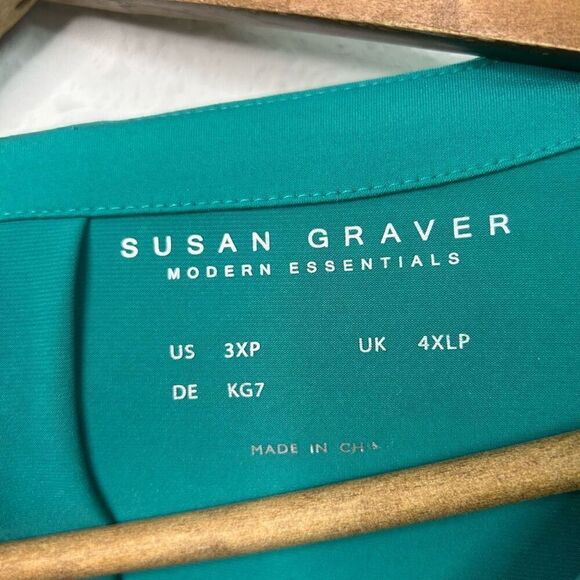 SUSAN GRAVER
MODERN ESSENTIALS
US 3XP UK 4XLP
DE KG7
MADE IN